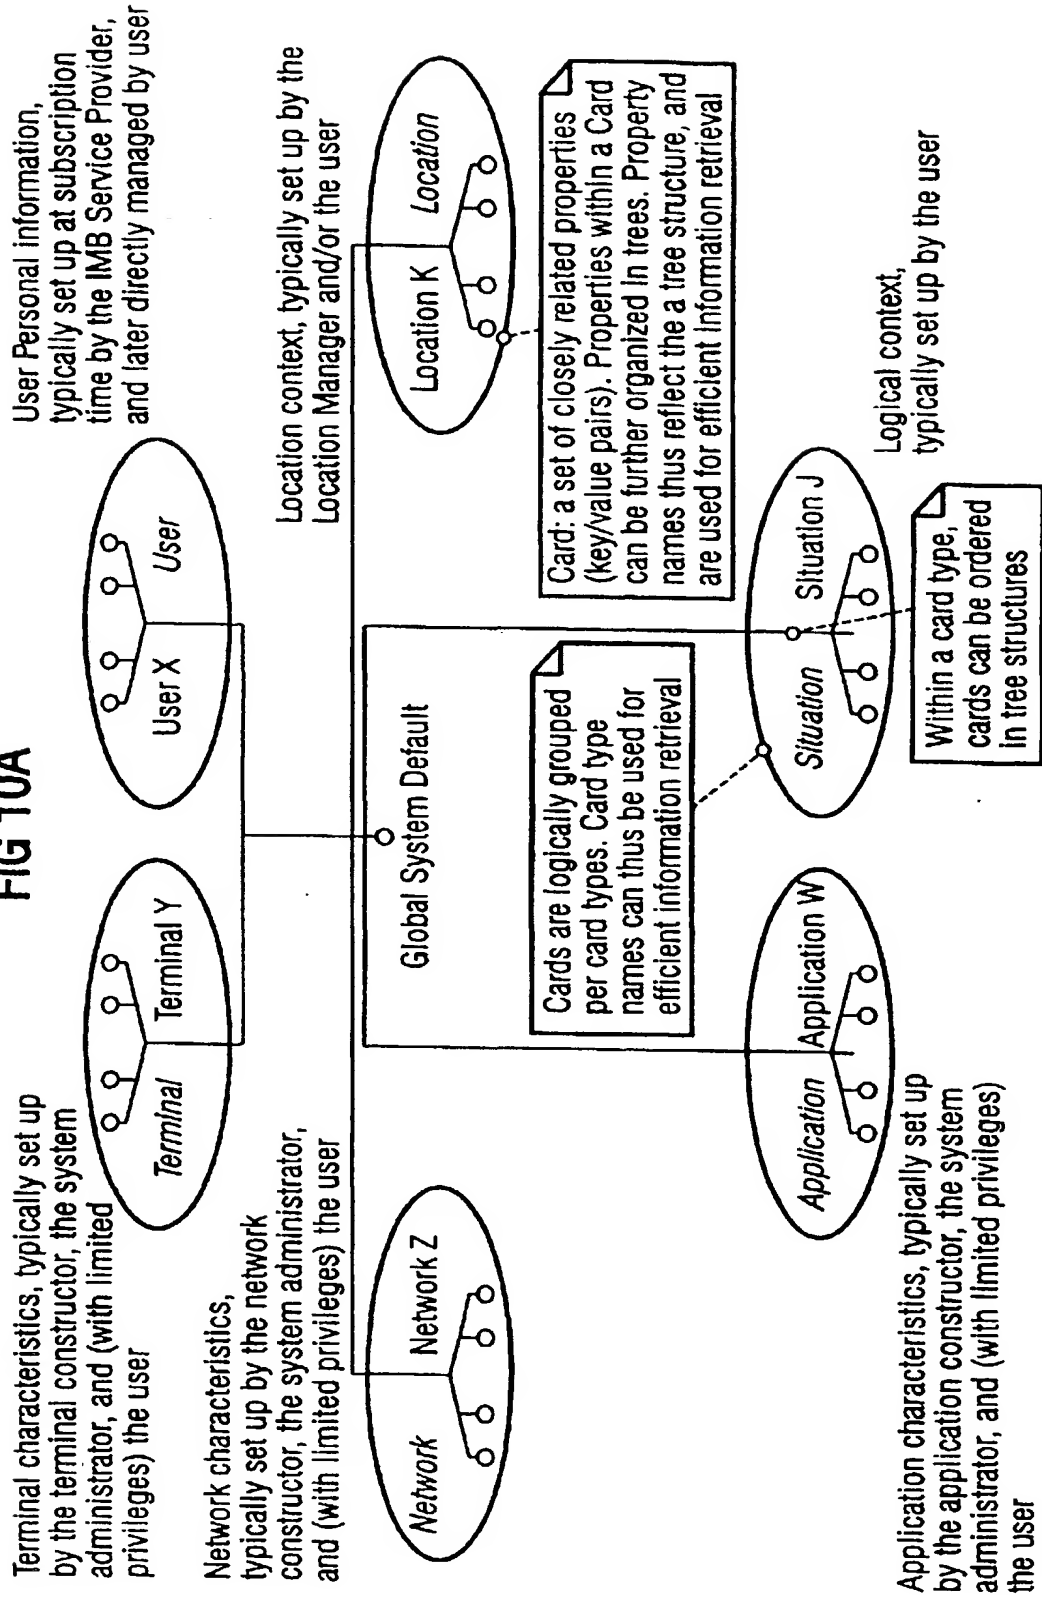 FIG 10A
Terminal characteristics, typically set up
by the terminal constructor, the system
administrator, and (with limited
privileges) the user
User Personal information,
typically set up at subscription
time by the IMB Service Provider,
and later directly managed by user
Terminal
Terminal Y
User X
User
Network characteristics,
typically set up by the network
constructor, the system administrator,
and (with limited privileges) the user
Location context, typically set up by the
Location Manager and/or the user
Network
Network Z
Global System Default
Location K
Location
Cards are logically grouped
per card types. Card type
names can thus be used for
efficient information retrieval
Card: a set of closely related properties
(key/value pairs). Properties within a Card
can be further organized In trees. Property
names thus reflect the a tree structure, and
are used for efficient Information retrieval
Application
Application W
Situation
Situation J
Application characteristics, typically set up
by the application constructor, the system
administrator, and (with limited privileges)
the user
Logical context,
typically set up by the user
Within a card type,
cards can be ordered
in tree structures